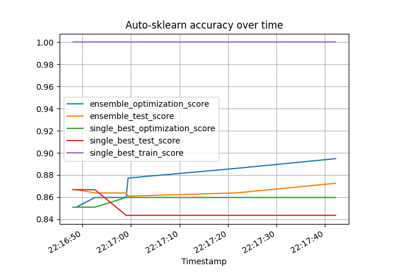 Auto-sklearn accuracy over time
1.00
0.98
0.96
0.94
0.92
0.90
0.88
0.86
0.84
ensemble_optimization_score
ensemble_test_score
single_best_optimization_score
single_best_test_score
single_best_train_score
22:16:50
22:17:00
22:17:10
22:17:20
22:17:30
22:17:40
Timestamp